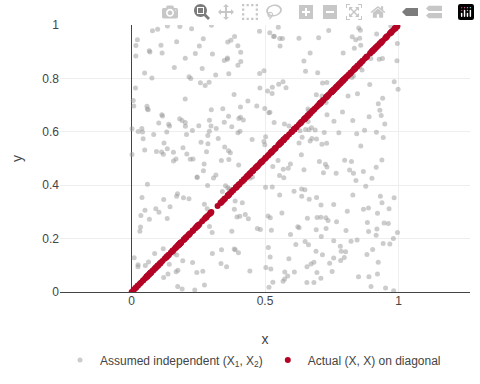 1
0.8
0.6
0.4
0.2
0
0 0.5 1
y
x
Assumed independent (X₁, X₂) Actual (X, X) on diagonal